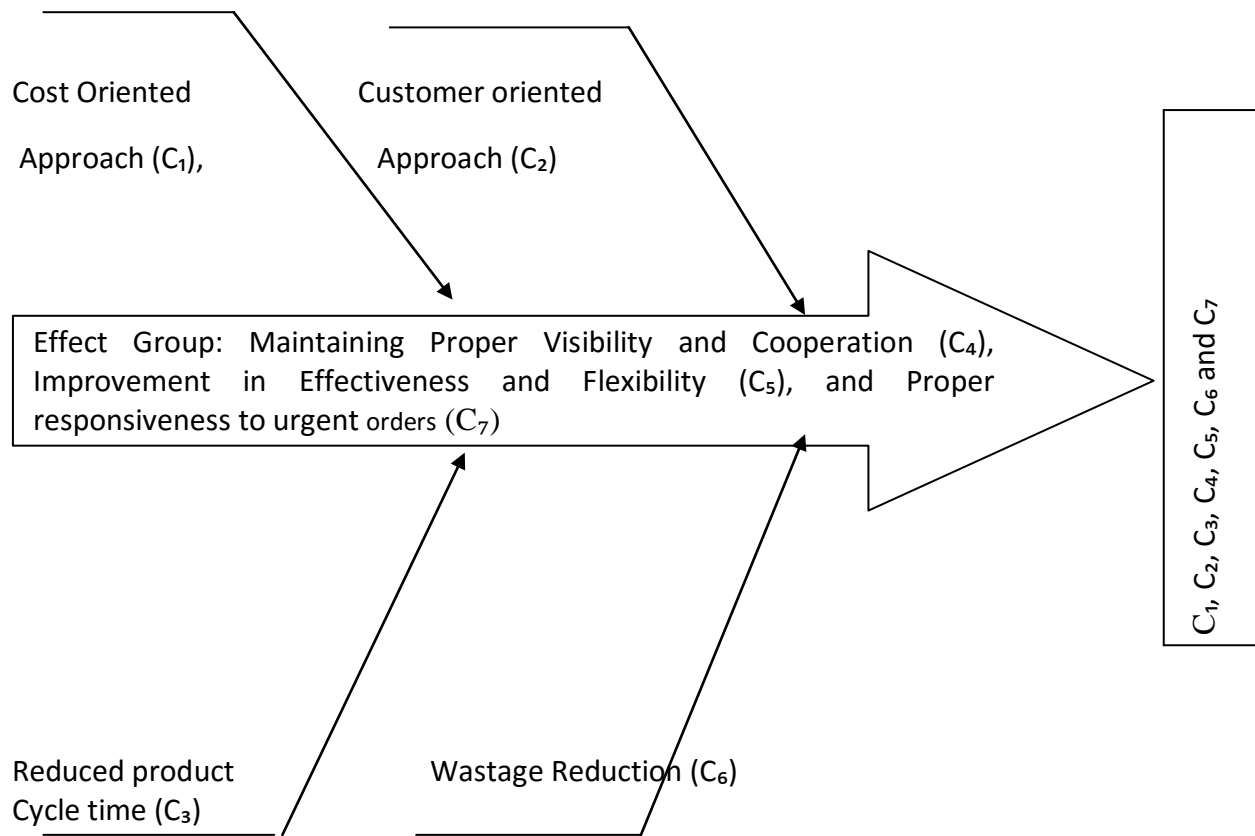 Cost Oriented
Approach (C₁),
Customer oriented
Approach (C₂)
Effect Group: Maintaining Proper Visibility and Cooperation (C₄),
Improvement in Effectiveness and Flexibility (C₅), and Proper
responsiveness to urgent orders (C₇)
C₁, C₂, C₃, C₄, C₅, C₆ and C₇
Reduced product
Cycle time (C₃)
Wastage Reduction (C₆)